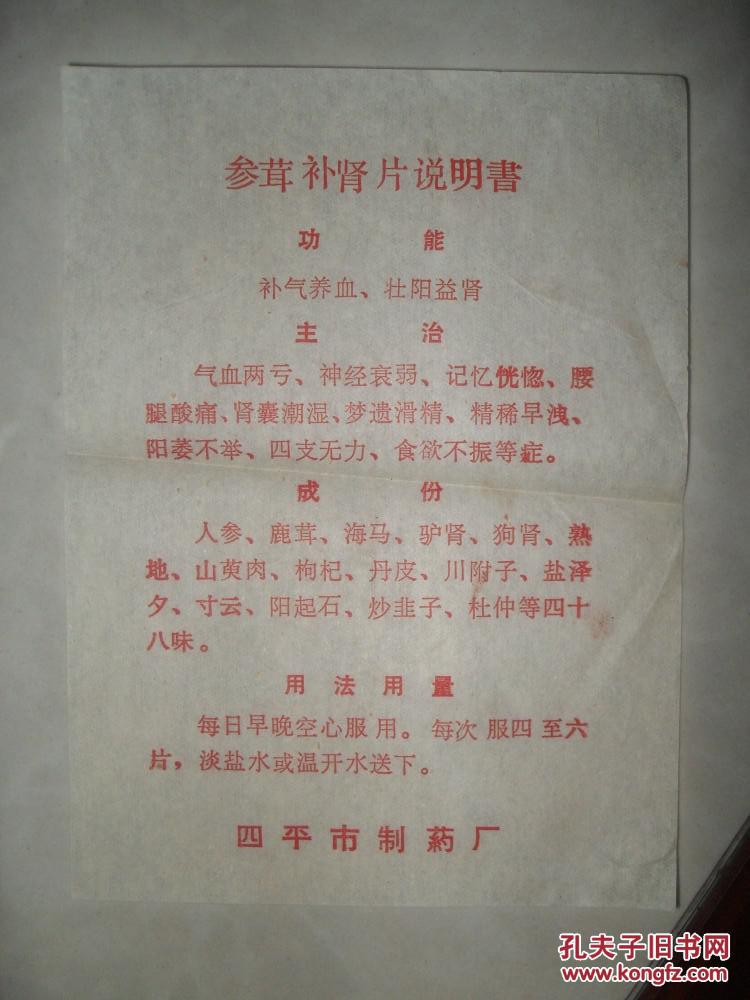 参茸补肾片说明書
功能
补气养血、壮阳益肾
主治
气血两亏、神经衰弱、记忆恍惚、腰
腿酸痛、肾囊潮湿、梦遗滑精、精稀早洩、
阳萎不举、四支无力、食欲不振等症。
成份
人参、鹿茸、海马、驴肾、狗肾、熟
地、山萸肉、枸杞、丹皮、川附子、盐泽
夕、寸云、阳起石、炒韭子、杜仲等四十
八味。
用法用量
每日早晚空心服用。每次服四至六
片，淡盐水或温开水送下。
四平市制药厂
孔夫子旧书网
www.kongfz.com